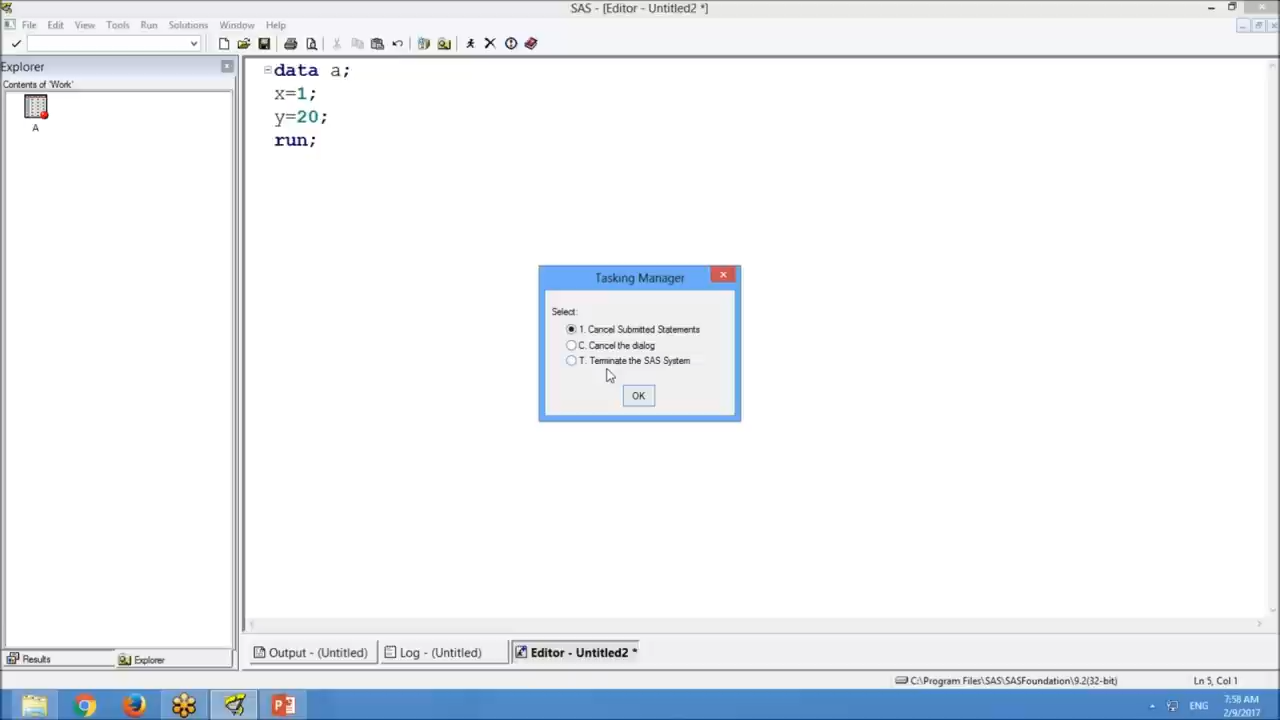 SAS - [Editor - Untitled2 *]
File Edit View Tools Run Solutions Window Help
Explorer
Contents of 'Work'
A
data a;
x=1;
y=20;
run;
Tasking Manager
Select:
1. Cancel Submitted Statements
C. Cancel the dialog
T. Terminate the SAS System
OK
Results
Explorer
Output - (Untitled)
Log - (Untitled)
Editor - Untitled2 *
C:\Program Files\SAS\SASFoundation\9.2(32-bit)
Ln 5, Col 1
ENG
7:58 AM
2/9/2017